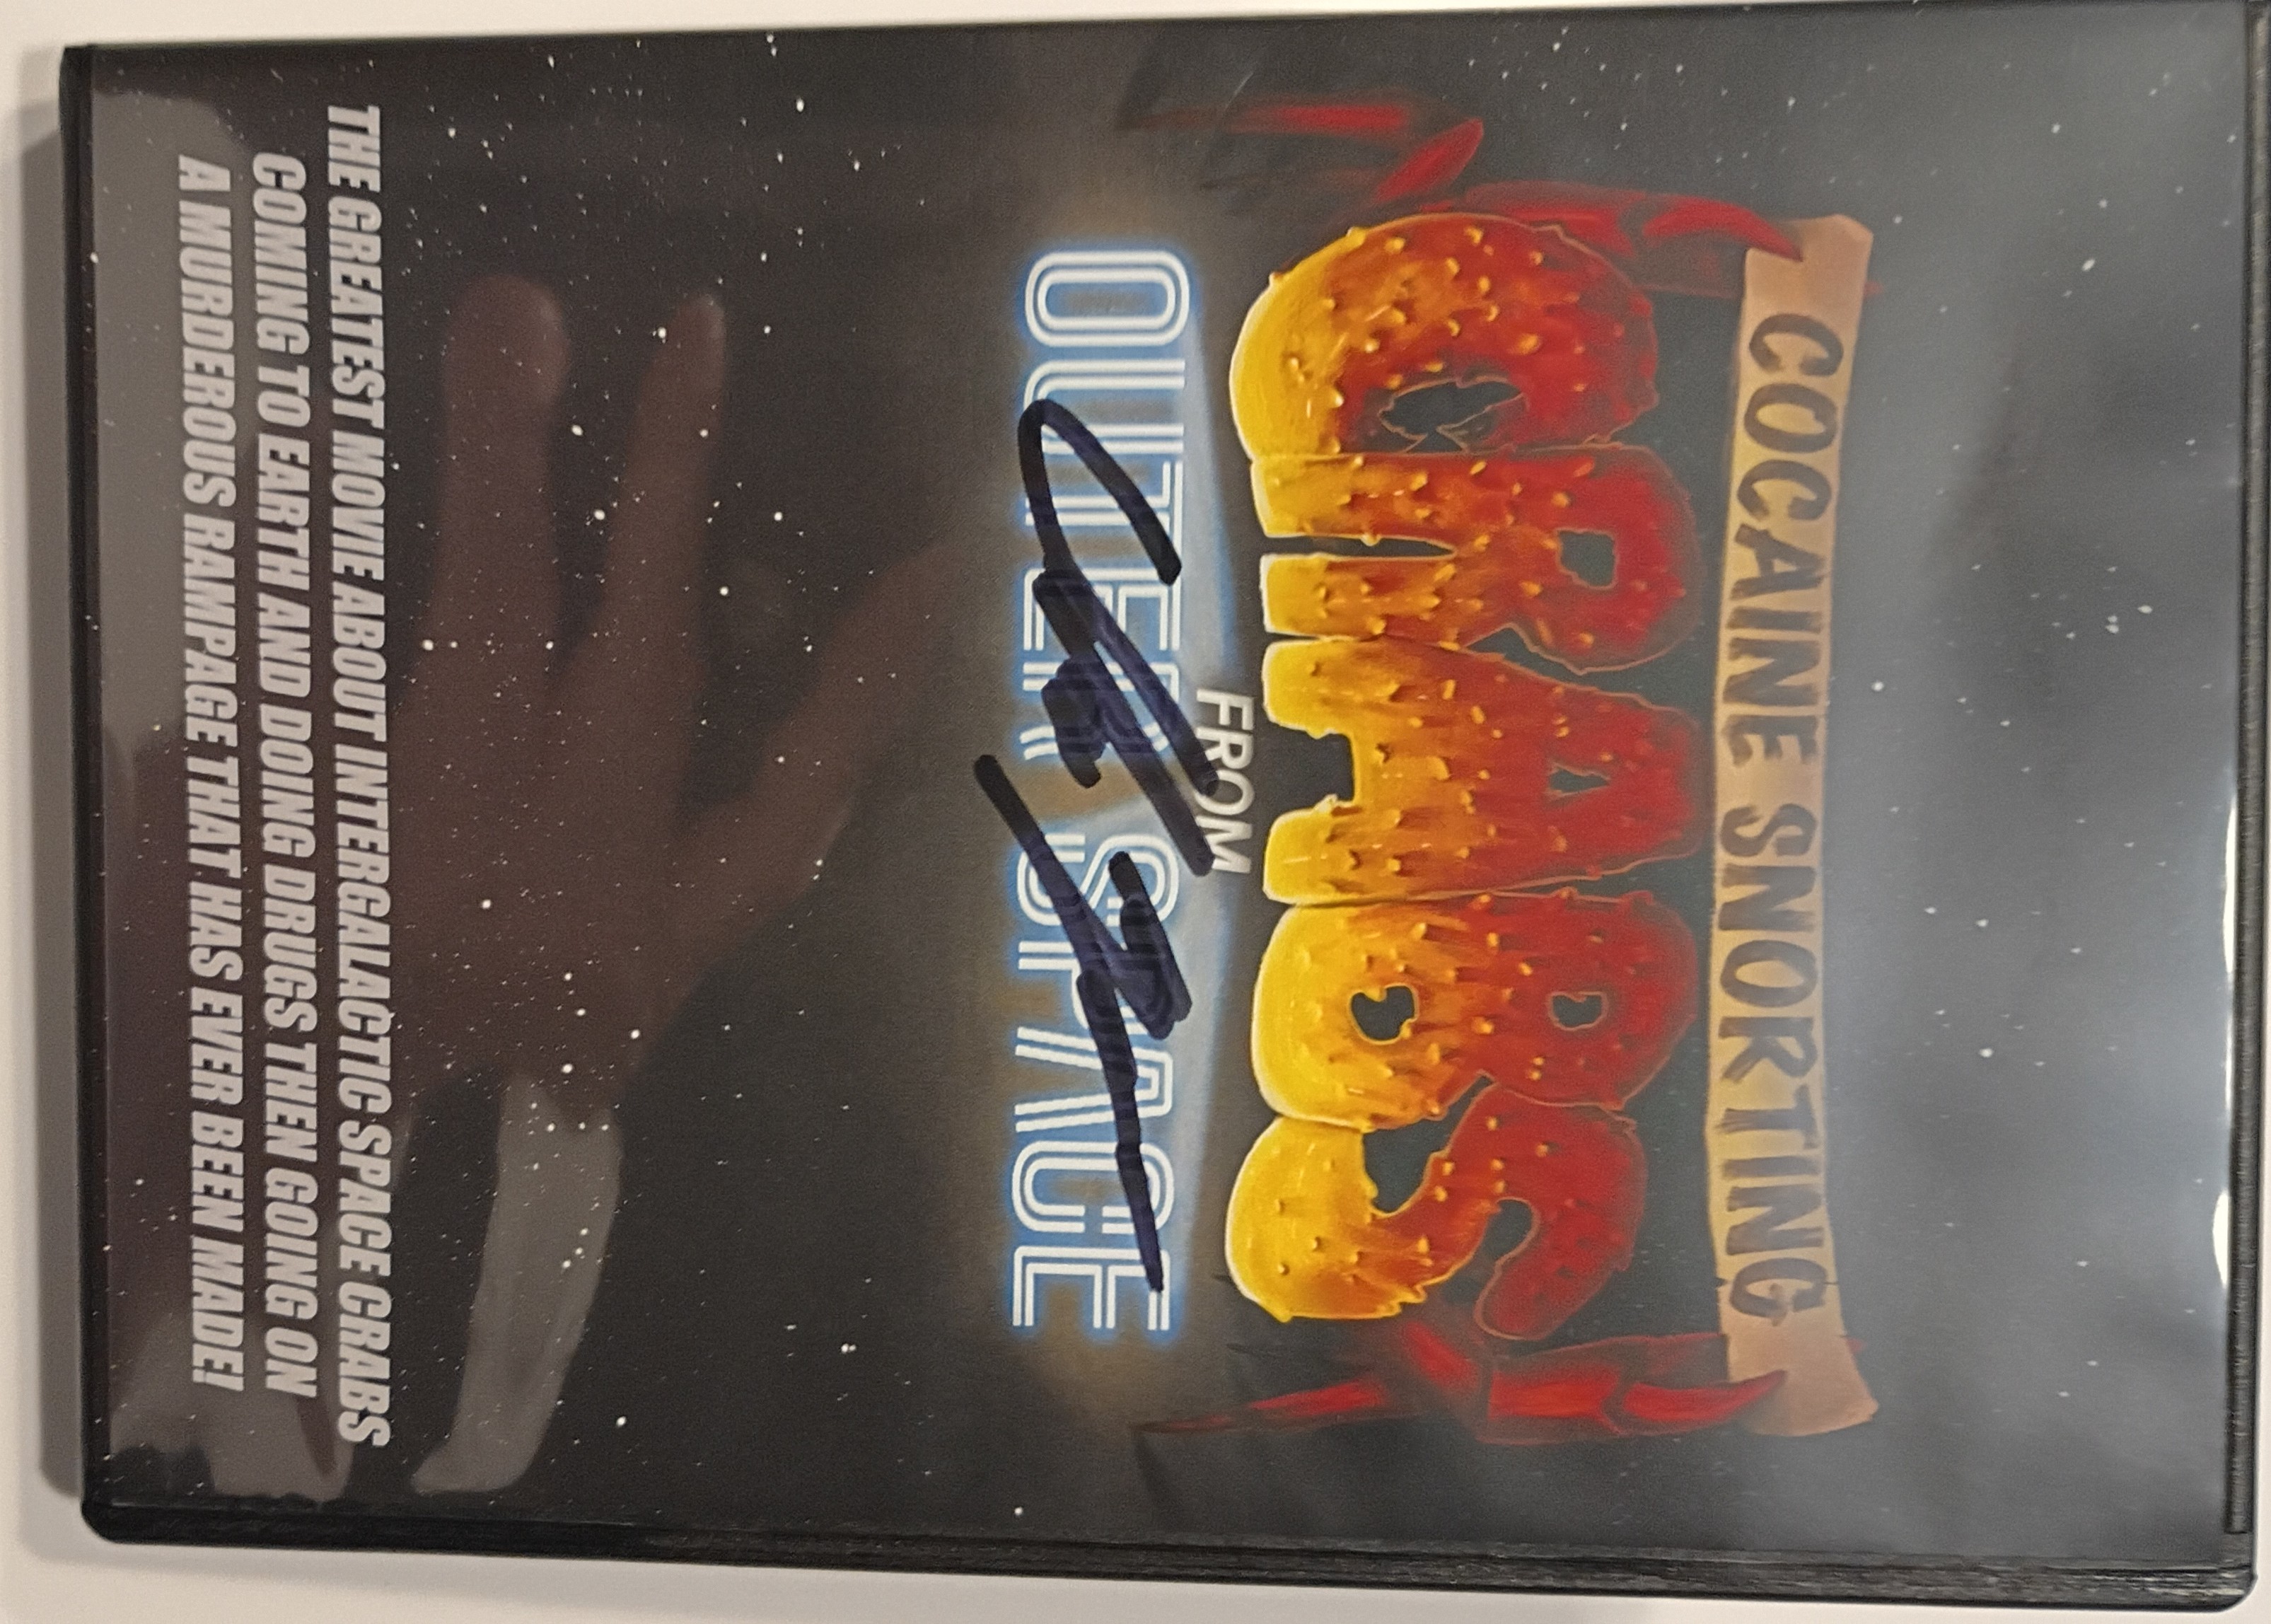 COCAINE SNORTING
CRABS
FROM
OUTER SPACE
THE GREATEST MOVIE ABOUT INTERGALACTIC SPACE CRABS
COMING TO EARTH AND DOING DRUGS THEN GOING ON
A MURDEROUS RAMPAGE THAT HAS EVER BEEN MADE!